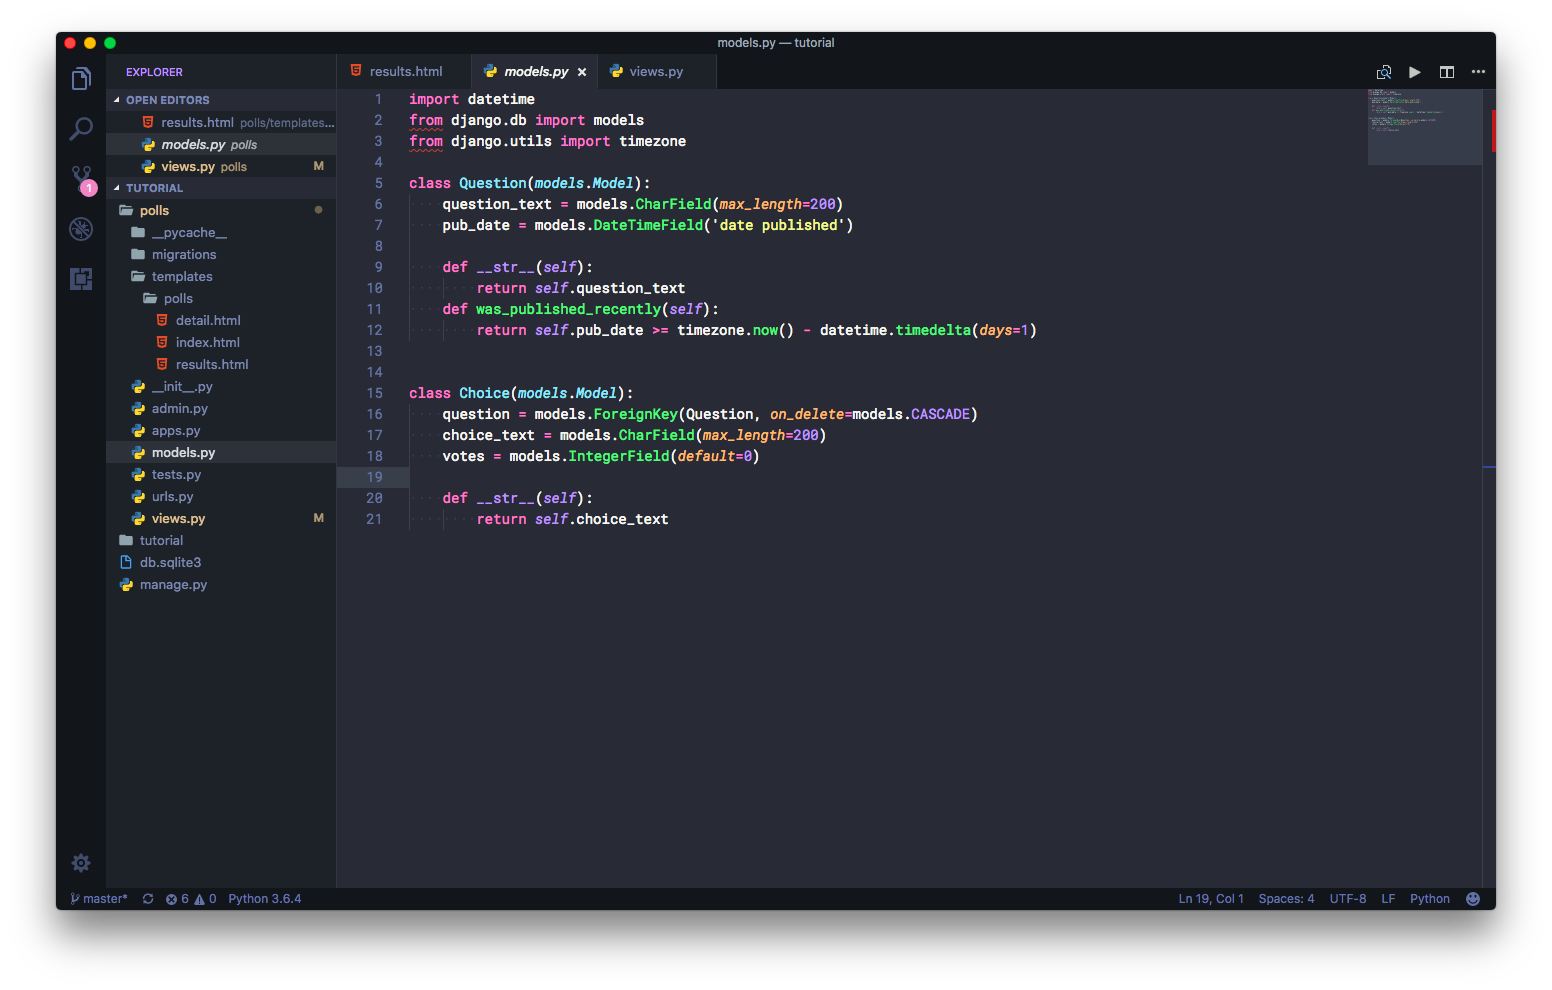 models.py — tutorial
EXPLORER
OPEN EDITORS
results.html polls/templates...
models.py polls
views.py polls M
1
TUTORIAL
polls
__pycache__
migrations
templates
polls
detail.html
index.html
results.html
__init__.py
admin.py
apps.py
models.py
tests.py
urls.py
views.py M
tutorial
db.sqlite3
manage.py
results.html models.py × views.py
1 import datetime
2 from django.db import models
3 from django.utils import timezone
4
5 class Question(models.Model):
6 question_text = models.CharField(max_length=200)
7 pub_date = models.DateTimeField('date published')
8
9 def __str__(self):
10 return self.question_text
11 def was_published_recently(self):
12 return self.pub_date >= timezone.now() - datetime.timedelta(days=1)
13
14
15 class Choice(models.Model):
16 question = models.ForeignKey(Question, on_delete=models.CASCADE)
17 choice_text = models.CharField(max_length=200)
18 votes = models.IntegerField(default=0)
19
20 def __str__(self):
21 return self.choice_text
master* 6 0 Python 3.6.4 Ln 19, Col 1 Spaces: 4 UTF-8 LF Python